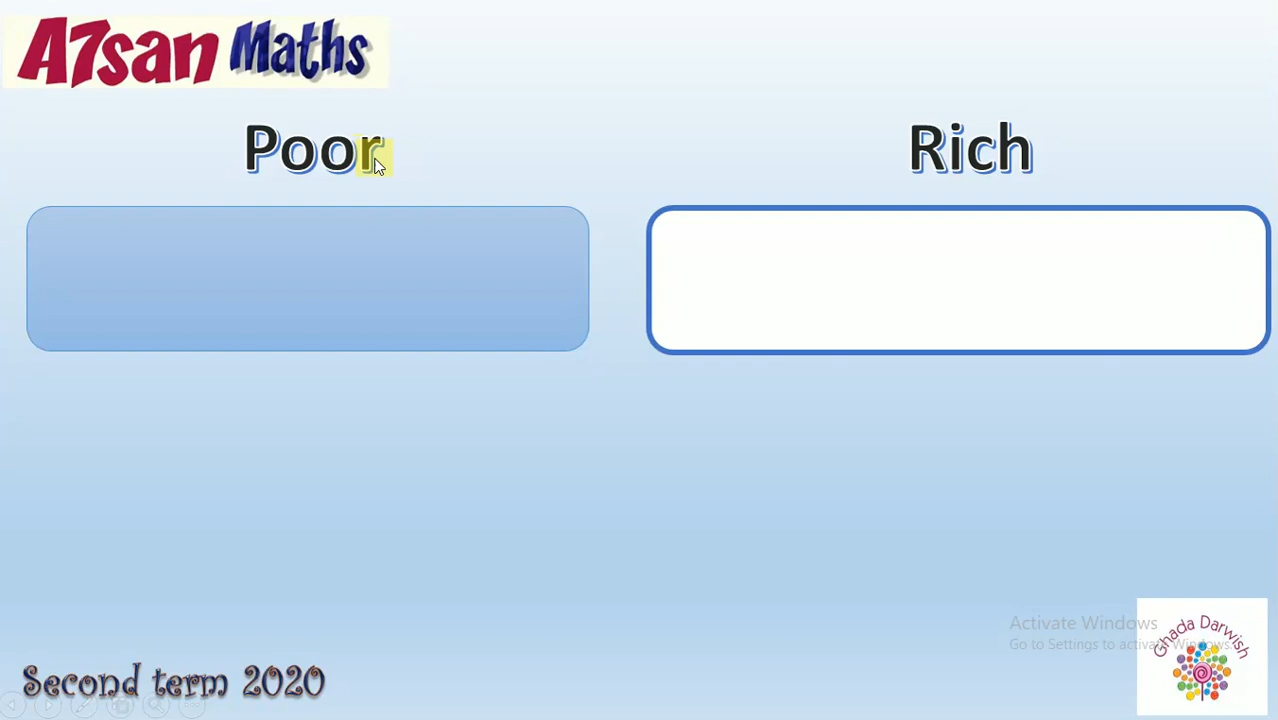 A7san Maths
Poor
Rich
Activate Windows
Go to Settings to activate Windows.
Ghada Darwish
Second term 2020